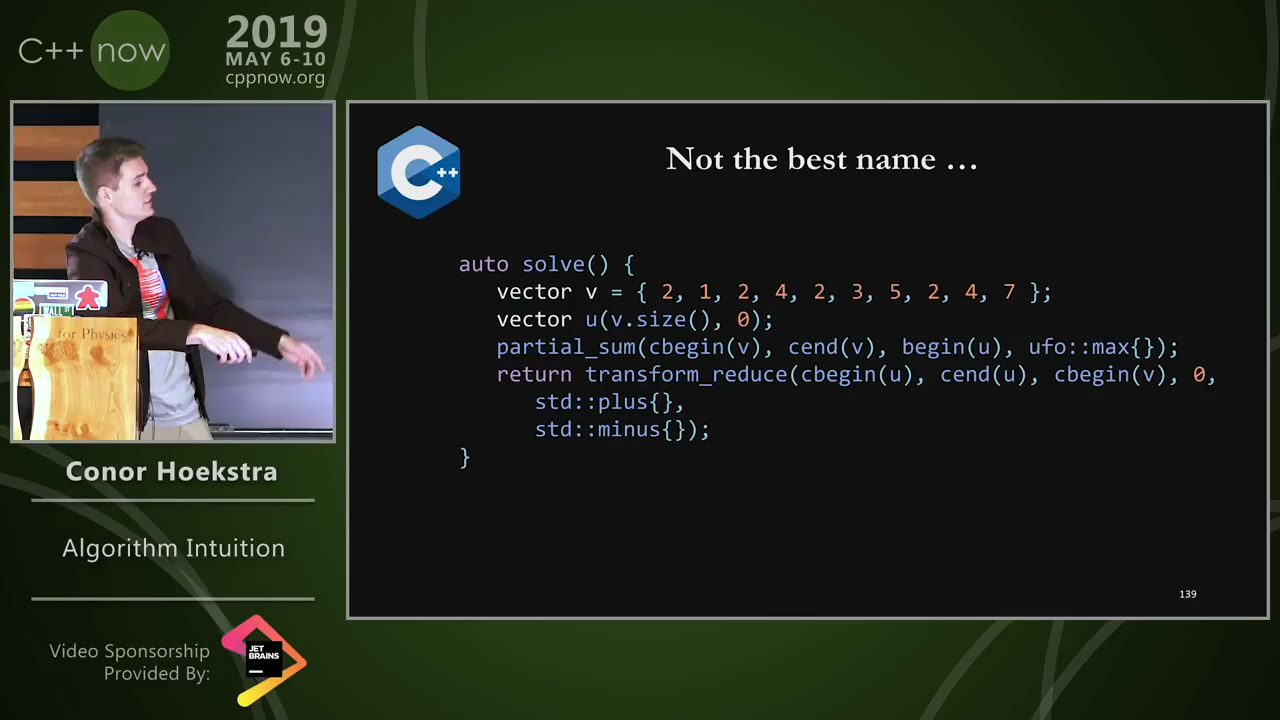 C++ now
2019
MAY 6-10
cppnow.org
for Physics
Conor Hoekstra
Algorithm Intuition
Video Sponsorship
Provided By:
JET
BRAINS
C++
Not the best name …
auto solve() {
vector v = { 2, 1, 2, 4, 2, 3, 5, 2, 4, 7 };
vector u(v.size(), 0);
partial_sum(cbegin(v), cend(v), begin(u), ufo::max{});
return transform_reduce(cbegin(u), cend(u), cbegin(v), 0,
std::plus{},
std::minus{});
}
139